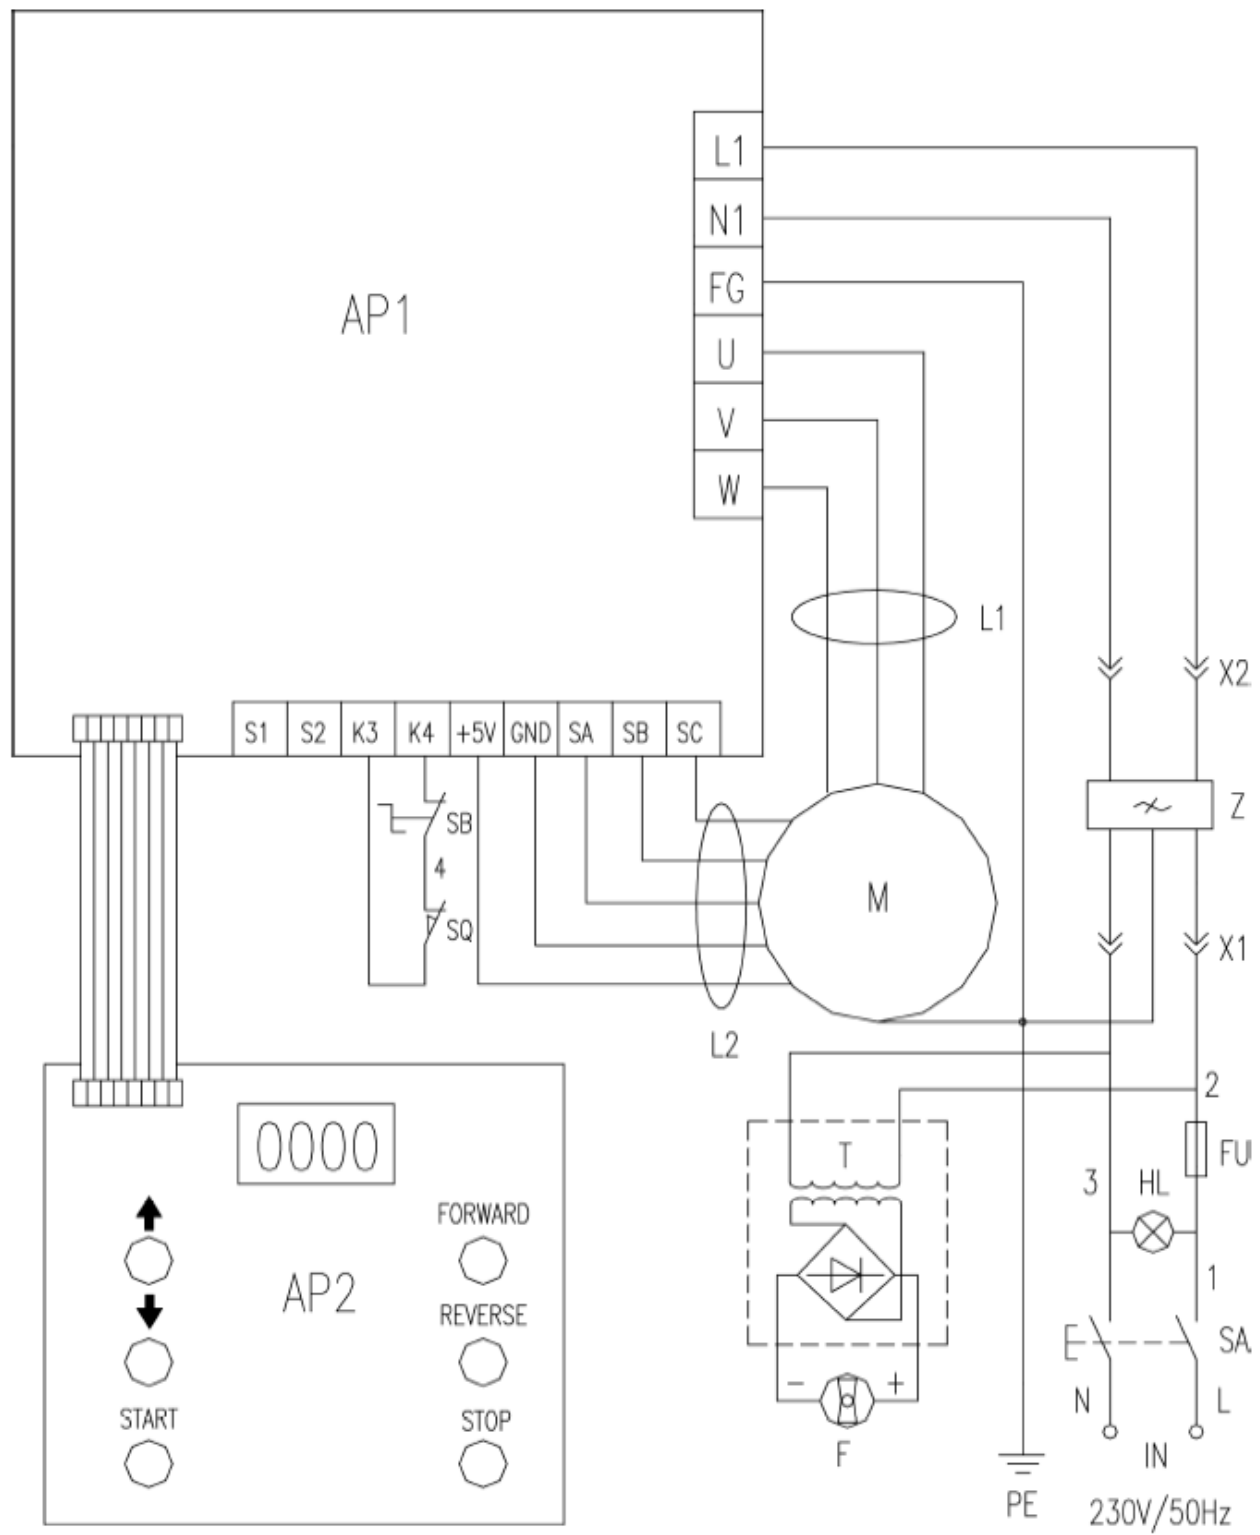 L1
N1
FG
AP1
U
V
W
L1
X2
S1 S2 K3 K4 +5V GND SA SB SC
Z
SB
4
M
SQ
X1
L2
2
0000
T
FU
3 HL
FORWARD
AP2
1
REVERSE
SA
- +
N L
START
STOP
F
IN
PE
230V/50Hz